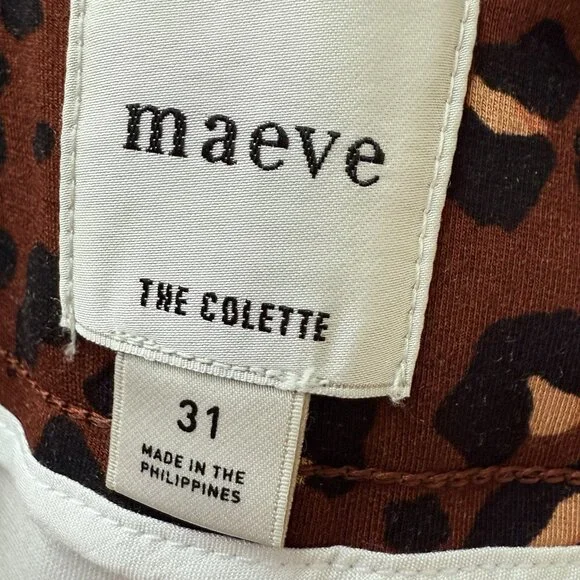 maeve
THE COLETTE
31
MADE IN THE
PHILIPPINES